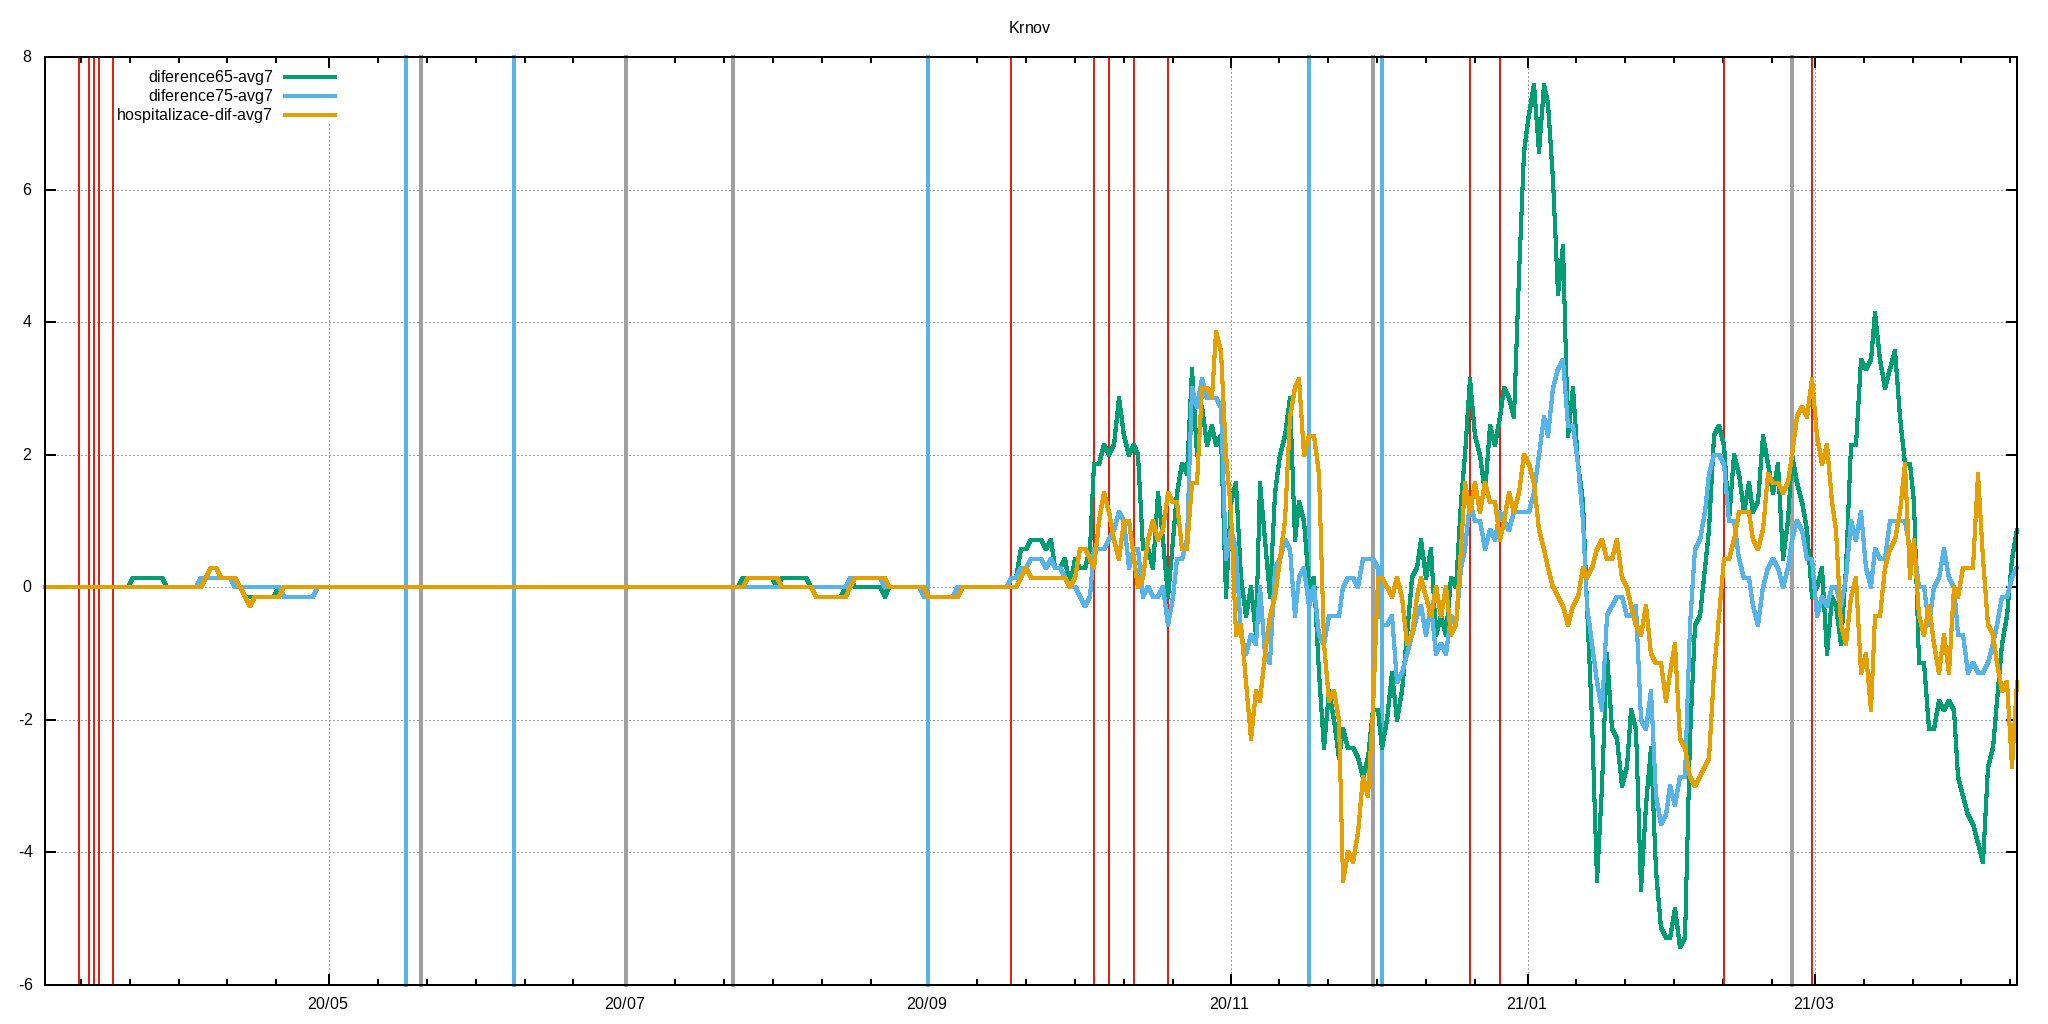 Krnov
diference65-avg7
diference75-avg7
hospitalizace-dif-avg7
8
6
4
2
0
-2
-4
-6
20/05 20/07 20/09 20/11 21/01 21/03